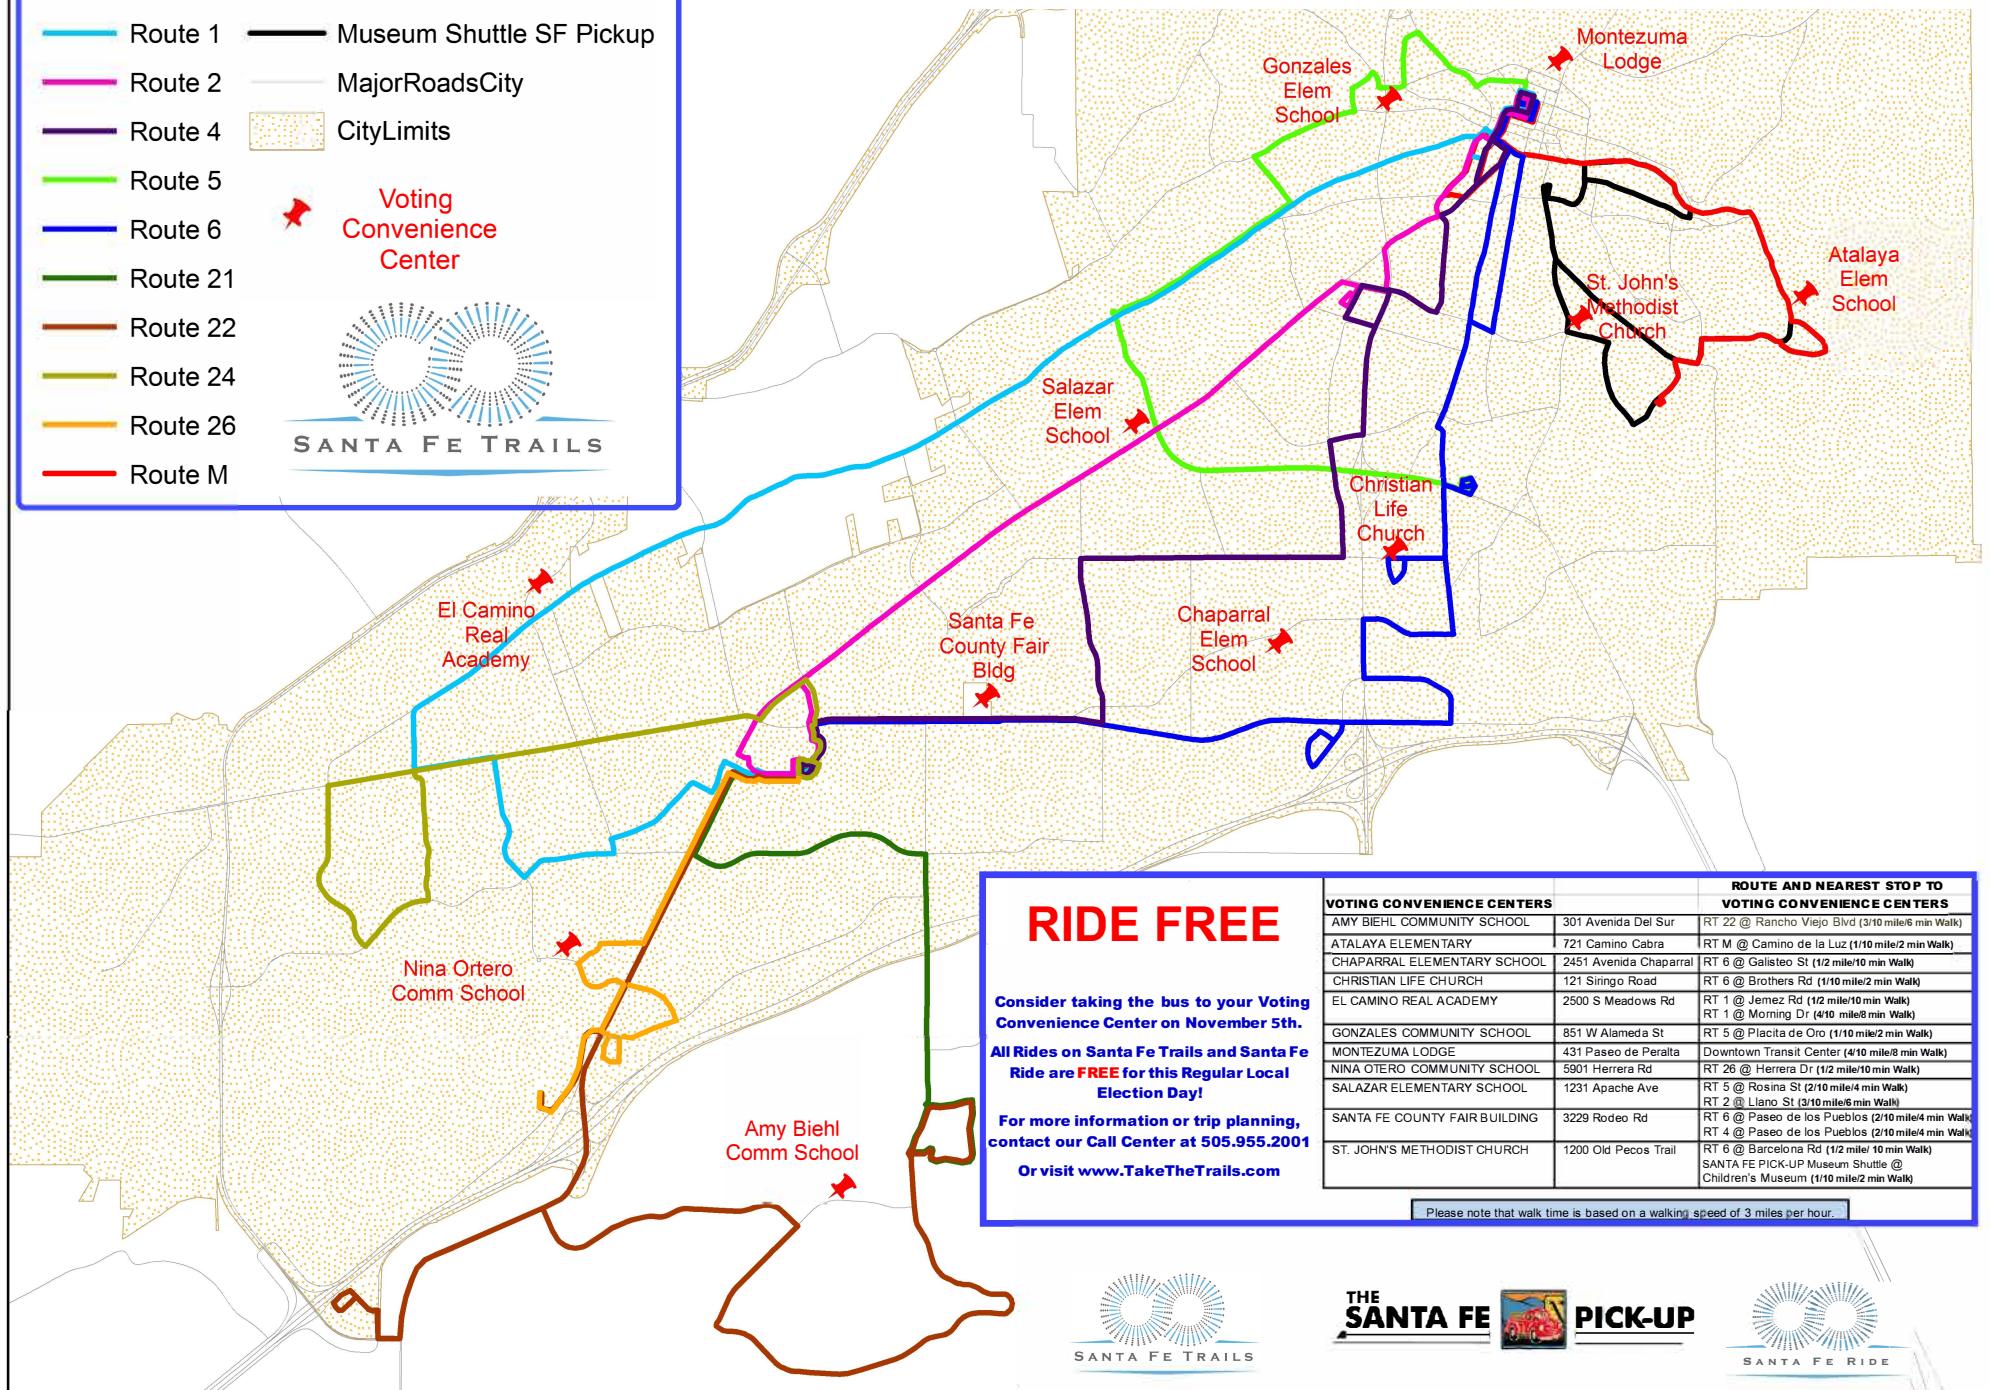 Route 1
Route 2
Route 4
Route 5
Route 6
Route 21
Route 22
Route 24
Route 26
Route M
Museum Shuttle SF Pickup
MajorRoadsCity
CityLimits
Voting
Convenience
Center
SANTA FE TRAILS
Montezuma
Lodge
Gonzales
Elem
School
Atalaya
Elem
School
St. John's
Methodist
Church
Salazar
Elem
School
Christian
Life
Church
El Camino
Real
Academy
Santa Fe
County Fair
Bldg
Chaparral
Elem
School
Nina Ortero
Comm School
Amy Biehl
Comm School
RIDE FREE
Consider taking the bus to your Voting
Convenience Center on November 5th.
All Rides on Santa Fe Trails and Santa Fe
Ride are FREE for this Regular Local
Election Day!
For more information or trip planning,
contact our Call Center at 505.955.2001
Or visit www.TakeTheTrails.com
ROUTE AND NEAREST STOP TO
VOTING CONVENIENCE CENTERS VOTING CONVENIENCE CENTERS
AMY BIEHL COMMUNITY SCHOOL 301 Avenida Del Sur RT 22 @ Rancho Viejo Blvd (3/10 mile/6 min Walk)
ATALAYA ELEMENTARY 721 Camino Cabra RT M @ Camino de la Luz (1/10 mile/2 min Walk)
CHAPARRAL ELEMENTARY SCHOOL 2451 Avenida Chaparral RT 6 @ Galisteo St (1/2 mile/10 min Walk)
CHRISTIAN LIFE CHURCH 121 Siringo Road RT 6 @ Brothers Rd (1/10 mile/2 min Walk)
EL CAMINO REAL ACADEMY 2500 S Meadows Rd RT 1 @ Jemez Rd (1/2 mile/10 min Walk)
RT 1 @ Morning Dr (4/10 mile/8 min Walk)
GONZALES COMMUNITY SCHOOL 851 W Alameda St RT 5 @ Placita de Oro (1/10 mile/2 min Walk)
MONTEZUMA LODGE 431 Paseo de Peralta Downtown Transit Center (4/10 mile/8 min Walk)
NINA OTERO COMMUNITY SCHOOL 5901 Herrera Rd RT 26 @ Herrera Dr (1/2 mile/10 min Walk)
SALAZAR ELEMENTARY SCHOOL 1231 Apache Ave RT 5 @ Rosina St (2/10 mile/4 min Walk)
RT 2 @ Llano St (3/10 mile/6 min Walk)
SANTA FE COUNTY FAIR BUILDING 3229 Rodeo Rd RT 6 @ Paseo de los Pueblos (2/10 mile/4 min Walk)
RT 4 @ Paseo de los Pueblos (2/10 mile/4 min Walk)
ST. JOHN'S METHODIST CHURCH 1200 Old Pecos Trail RT 6 @ Barcelona Rd (1/2 mile/ 10 min Walk)
SANTA FE PICK-UP Museum Shuttle @
Children's Museum (1/10 mile/2 min Walk)
Please note that walk time is based on a walking speed of 3 miles per hour.
SANTA FE TRAILS
THE
SANTA FE PICK-UP
SANTA FE RIDE